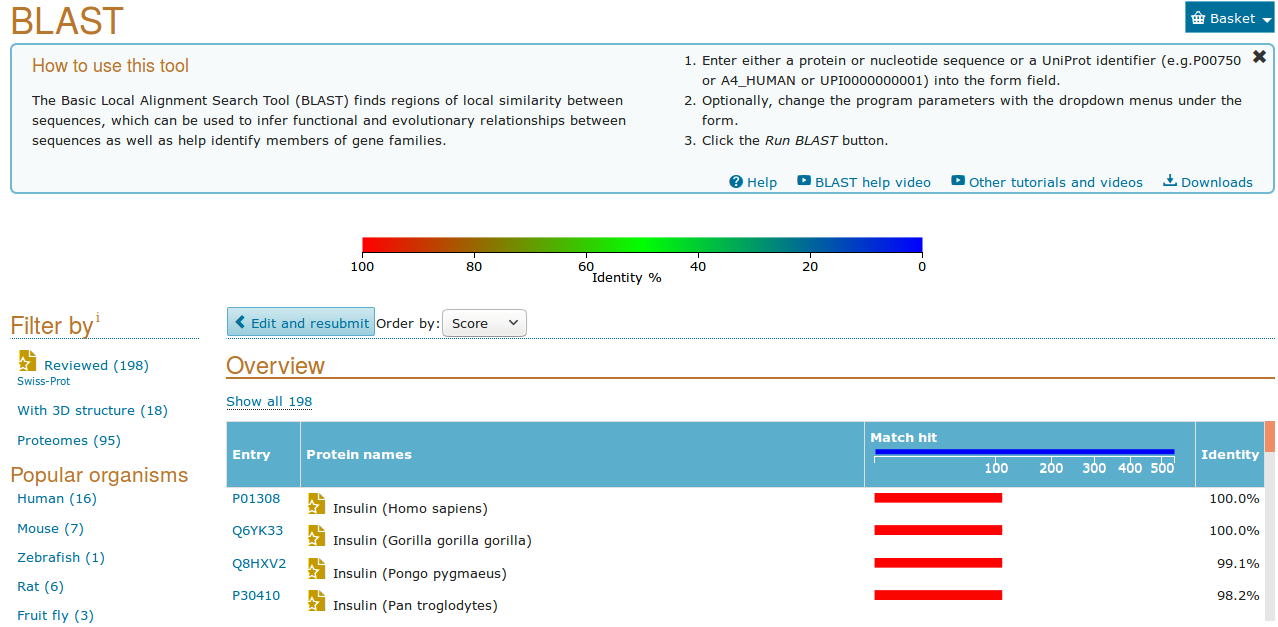 BLAST
Basket
How to use this tool
The Basic Local Alignment Search Tool (BLAST) finds regions of local similarity between
sequences, which can be used to infer functional and evolutionary relationships between
sequences as well as help identify members of gene families.
1. Enter either a protein or nucleotide sequence or a UniProt identifier (e.g.P00750
or A4_HUMAN or UPI0000000001) into the form field.
2. Optionally, change the program parameters with the dropdown menus under the
form.
3. Click the Run BLAST button.
Help BLAST help video Other tutorials and videos Downloads
100 80 60 40 20 0
Identity %
Filter by i
Reviewed (198)
Swiss-Prot
With 3D structure (18)
Proteomes (95)
Popular organisms
Human (16)
Mouse (7)
Zebrafish (1)
Rat (6)
Fruit fly (3)
Edit and resubmit Order by: Score
Overview
Show all 198
Entry Protein names Match hit Identity
100 200 300 400 500
P01308 Insulin (Homo sapiens) 100.0%
Q6YK33 Insulin (Gorilla gorilla gorilla) 100.0%
Q8HXV2 Insulin (Pongo pygmaeus) 99.1%
P30410 Insulin (Pan troglodytes) 98.2%